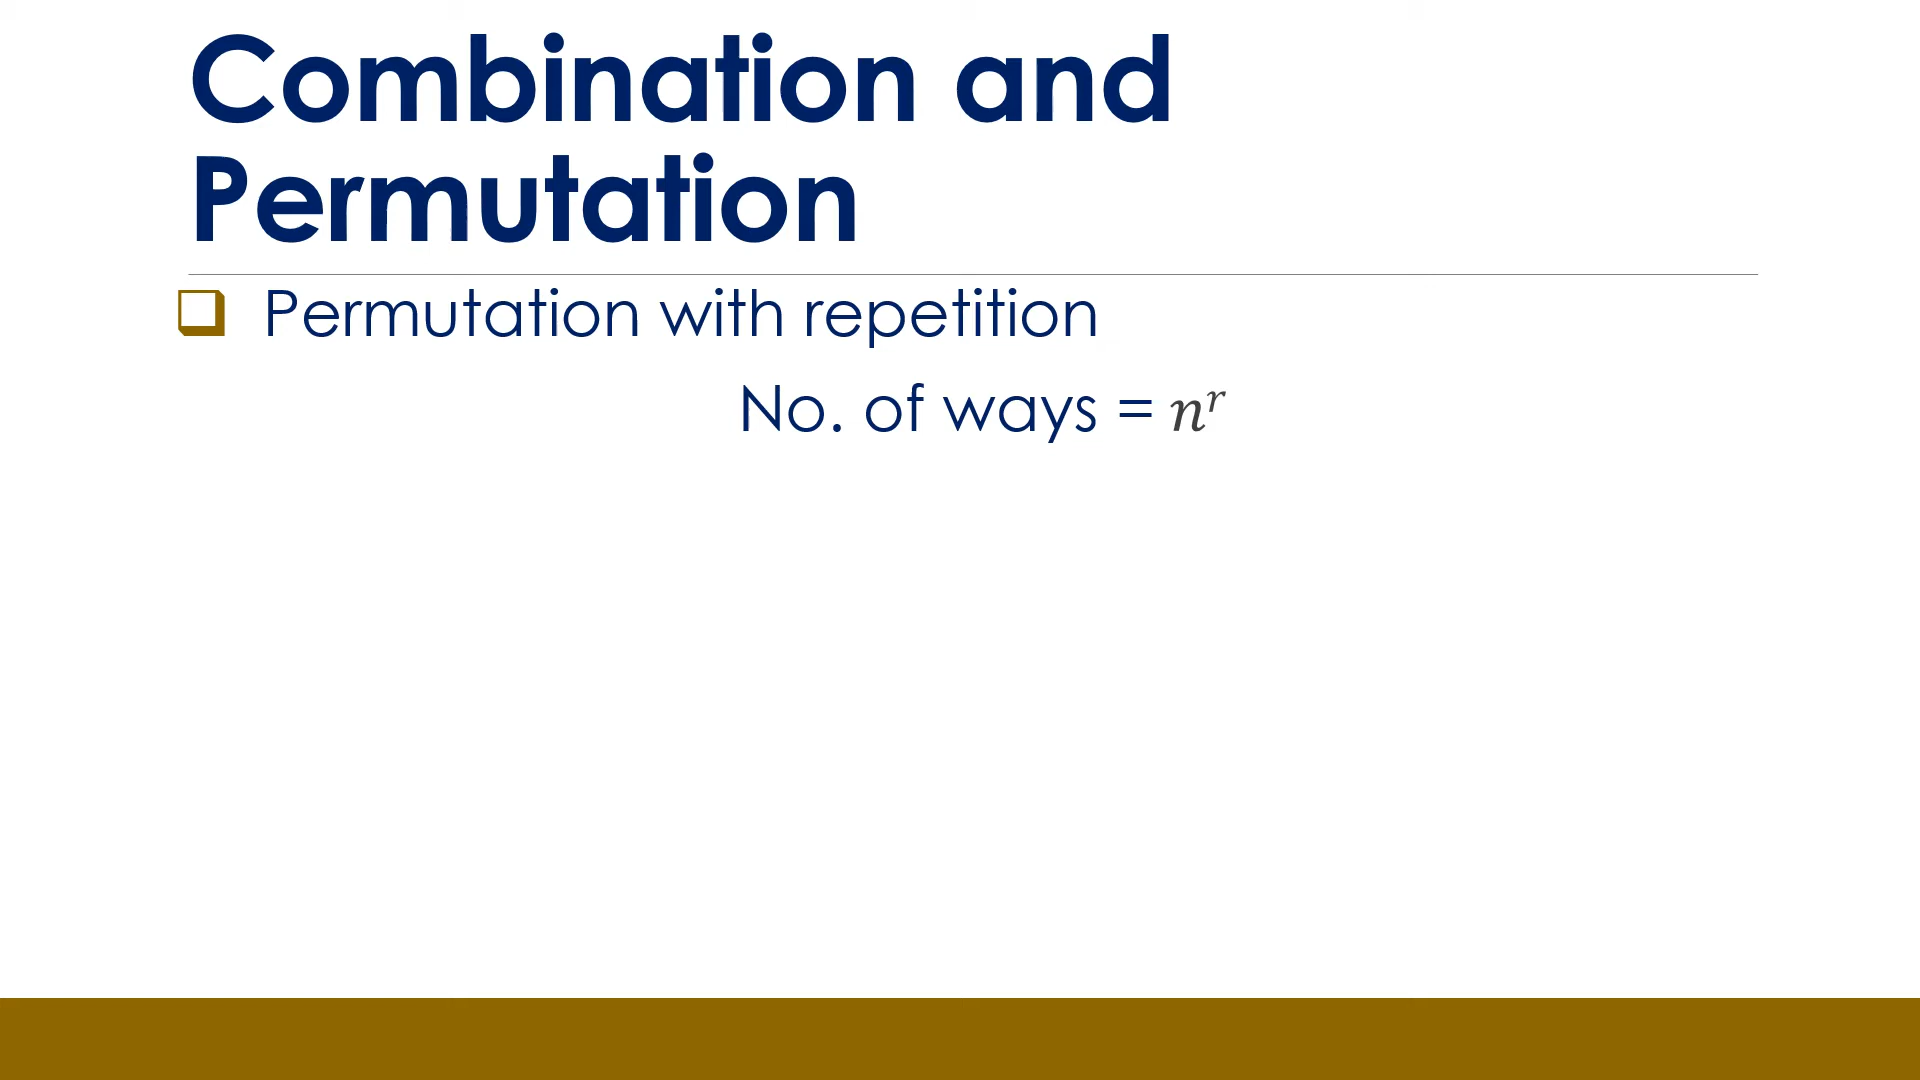 Combination and
Permutation
Permutation with repetition
No. of ways = nʳ